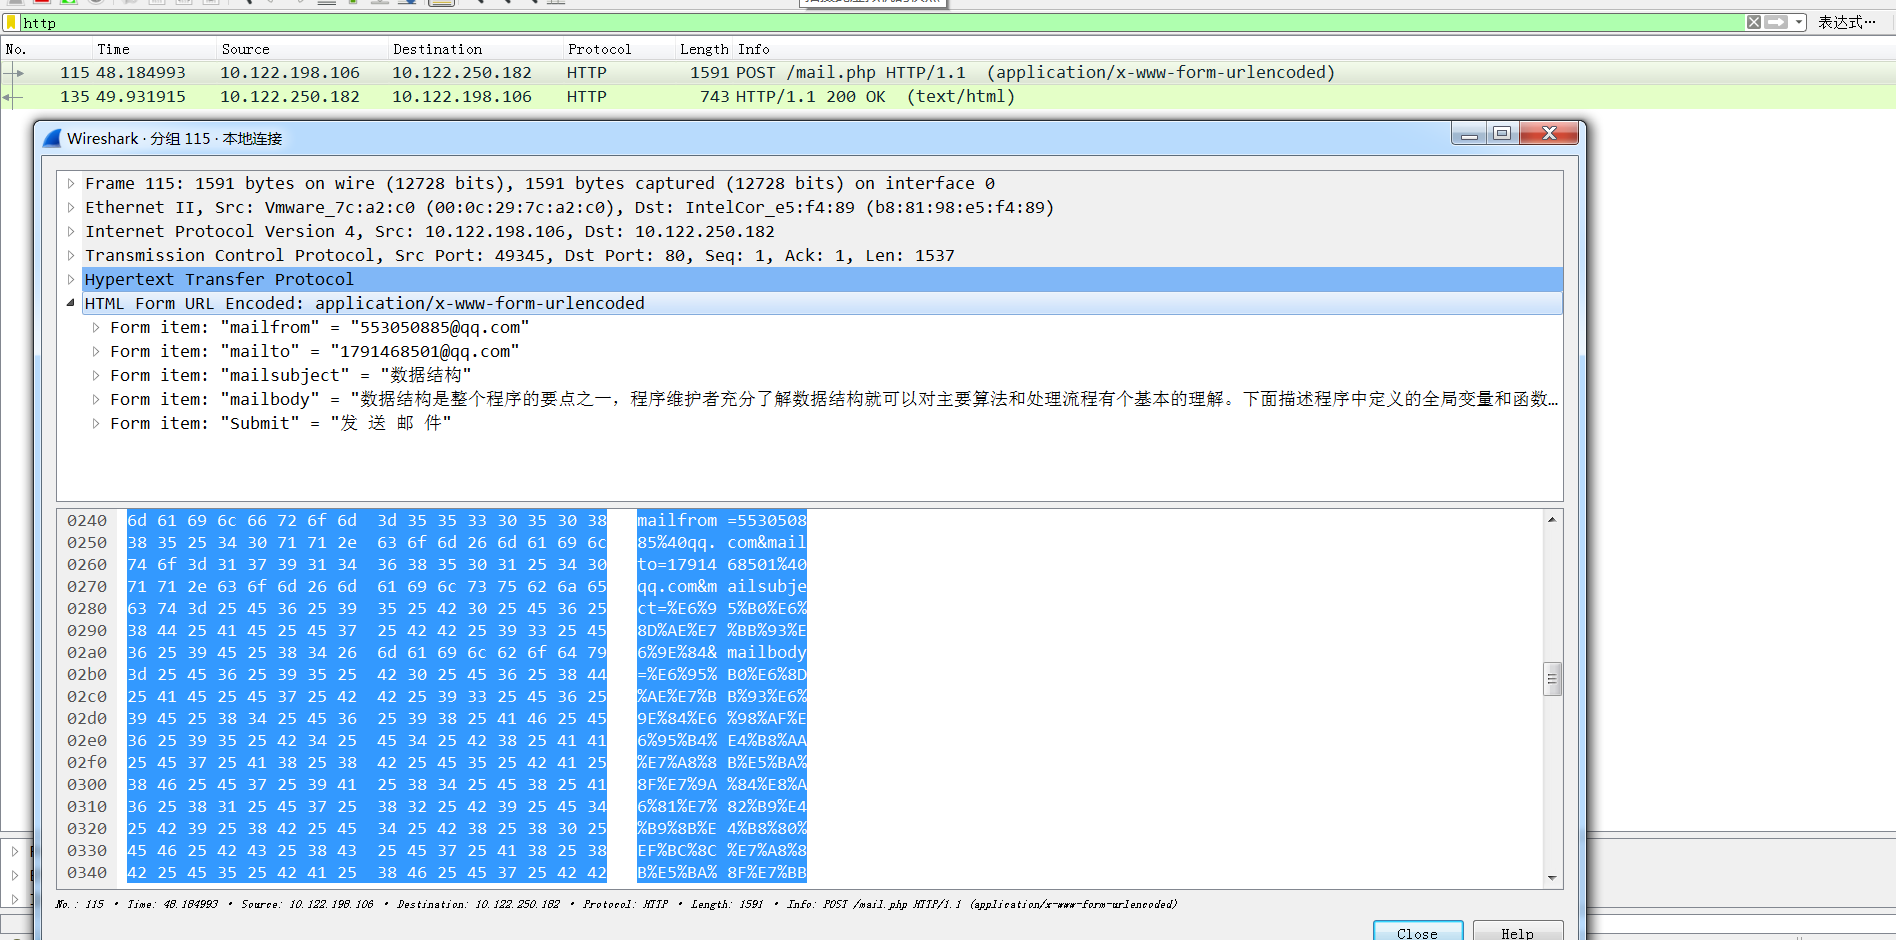 http
表达式…
No. Time Source Destination Protocol Length Info
115 48.184993 10.122.198.106 10.122.250.182 HTTP 1591 POST /mail.php HTTP/1.1 (application/x-www-form-urlencoded)
135 49.931915 10.122.250.182 10.122.198.106 HTTP 743 HTTP/1.1 200 OK (text/html)
Wireshark · 分组 115 · 本地连接
Frame 115: 1591 bytes on wire (12728 bits), 1591 bytes captured (12728 bits) on interface 0
Ethernet II, Src: Vmware_7c:a2:c0 (00:0c:29:7c:a2:c0), Dst: IntelCor_e5:f4:89 (b8:81:98:e5:f4:89)
Internet Protocol Version 4, Src: 10.122.198.106, Dst: 10.122.250.182
Transmission Control Protocol, Src Port: 49345, Dst Port: 80, Seq: 1, Ack: 1, Len: 1537
Hypertext Transfer Protocol
HTML Form URL Encoded: application/x-www-form-urlencoded
Form item: "mailfrom" = "553050885@qq.com"
Form item: "mailto" = "1791468501@qq.com"
Form item: "mailsubject" = "数据结构"
Form item: "mailbody" = "数据结构是整个程序的要点之一，程序维护者充分了解数据结构就可以对主要算法和处理流程有个基本的理解。下面描述程序中定义的全局变量和函数…
Form item: "Submit" = "发 送 邮 件"
0240 6d 61 69 6c 66 72 6f 6d 3d 35 35 33 30 35 30 38 mailfrom =5530508
0250 38 35 25 34 30 71 71 2e 63 6f 6d 26 6d 61 69 6c 85%40qq. com&mail
0260 74 6f 3d 31 37 39 31 34 36 38 35 30 31 25 34 30 to=17914 68501%40
0270 71 71 2e 63 6f 6d 26 6d 61 69 6c 73 75 62 6a 65 qq.com&m ailsubje
0280 63 74 3d 25 45 36 25 39 35 25 42 30 25 45 36 25 ct=%E6%9 5%B0%E6%
0290 38 44 25 41 45 25 45 37 25 42 42 25 39 33 25 45 8D%AE%E7 %BB%93%E
02a0 36 25 39 45 25 38 34 26 6d 61 69 6c 62 6f 64 79 6%9E%84& mailbody
02b0 3d 25 45 36 25 39 35 25 42 30 25 45 36 25 38 44 =%E6%95% B0%E6%8D
02c0 25 41 45 25 45 37 25 42 42 25 39 33 25 45 36 25 %AE%E7%B B%93%E6%
02d0 39 45 25 38 34 25 45 36 25 39 38 25 41 46 25 45 9E%84%E6 %98%AF%E
02e0 36 25 39 35 25 42 34 25 45 34 25 42 38 25 41 41 6%95%B4% E4%B8%AA
02f0 25 45 37 25 41 38 25 38 42 25 45 35 25 42 41 25 %E7%A8%8 B%E5%BA%
0300 38 46 25 45 37 25 39 41 25 38 34 25 45 38 25 41 8F%E7%9A %84%E8%A
0310 36 25 38 31 25 45 37 25 38 32 25 42 39 25 45 34 6%81%E7% 82%B9%E4
0320 25 42 39 25 38 42 25 45 34 25 42 38 25 38 30 25 %B9%8B%E 4%B8%80%
0330 45 46 25 42 43 25 38 43 25 45 37 25 41 38 25 38 EF%BC%8C %E7%A8%8
0340 42 25 45 35 25 42 41 25 38 46 25 45 37 25 42 42 B%E5%BA% 8F%E7%BB
No.: 115 · Time: 48.184993 · Source: 10.122.198.106 · Destination: 10.122.250.182 · Protocol: HTTP · Length: 1591 · Info: POST /mail.php HTTP/1.1 (application/x-www-form-urlencoded)
Close
Help